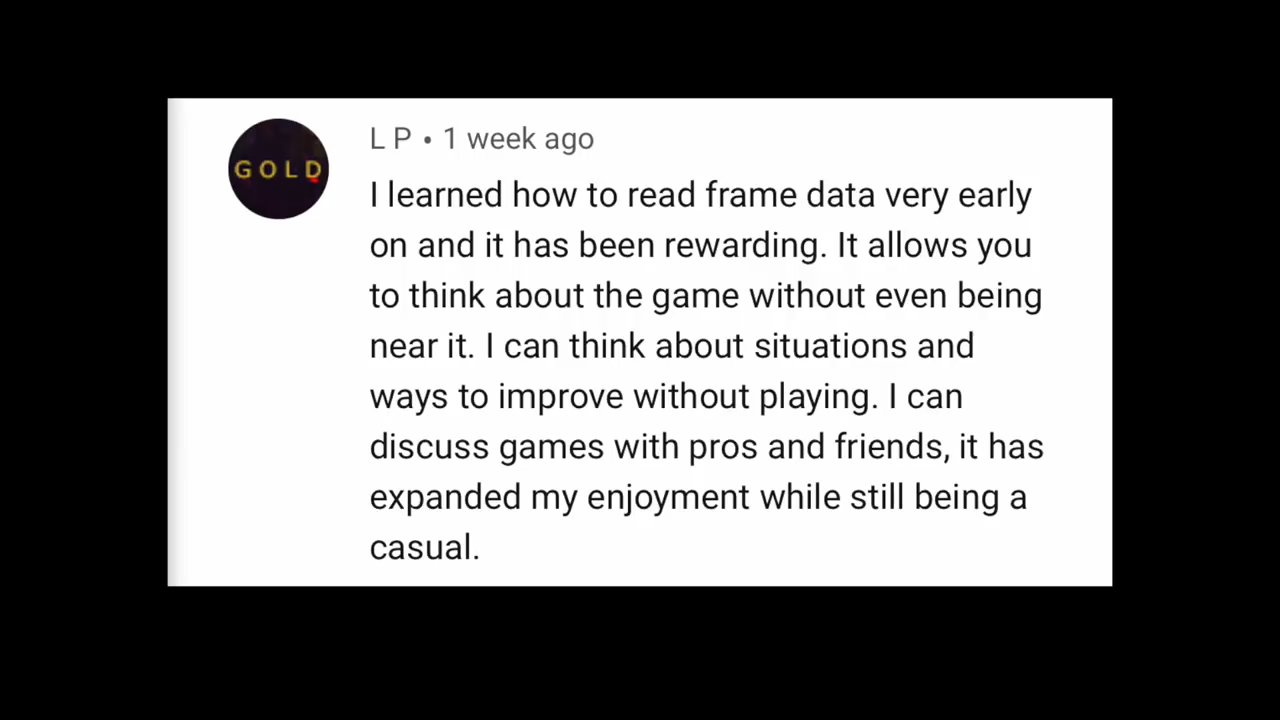 GOLD
L P • 1 week ago
I learned how to read frame data very early
on and it has been rewarding. It allows you
to think about the game without even being
near it. I can think about situations and
ways to improve without playing. I can
discuss games with pros and friends, it has
expanded my enjoyment while still being a
casual.